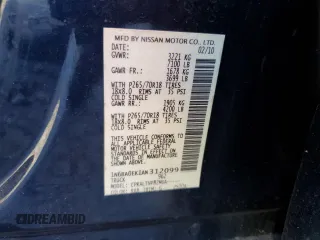 MFD BY NISSAN MOTOR CO., LTD.
DATE: 02/10
GVWR: 3221 KG
7100 LB
GAWR FR: 1678 KG
3699 LB
WITH P265/70R18 TIRES
18X8.0 RIMS AT 35 PSI
COLD SINGLE
GAWR RR: 1905 KG
4200 LB
WITH P265/70R18 TIRES
18X8.0 RIMS AT 35 PSI
COLD SINGLE
THIS VEHICLE CONFORMS TO ALL
APPLICABLE FEDERAL MOTOR
VEHICLE SAFETY
STANDARDS IN EFFECT ON THE
DATE OF MANUFACTURE
SHOWN ABOVE.
312099
TRUCK
MODEL:
AUTOBIDMASTER